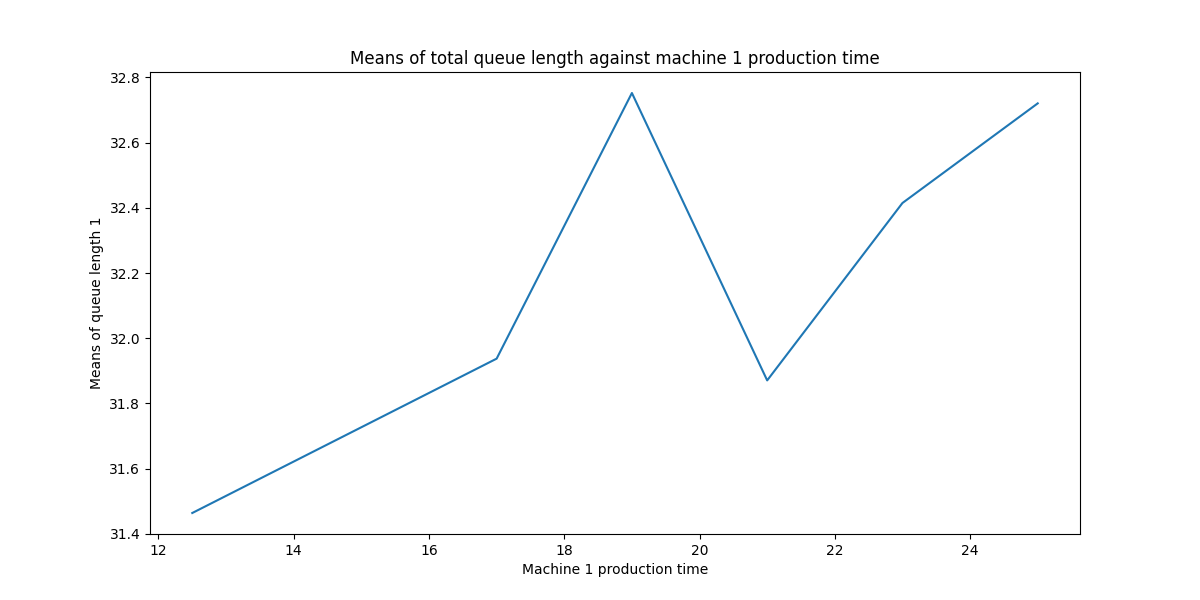 Means of total queue length against machine 1 production time
32.8
32.6
32.4
32.2
32.0
31.8
31.6
31.4
Means of queue length 1
12 14 16 18 20 22 24
Machine 1 production time